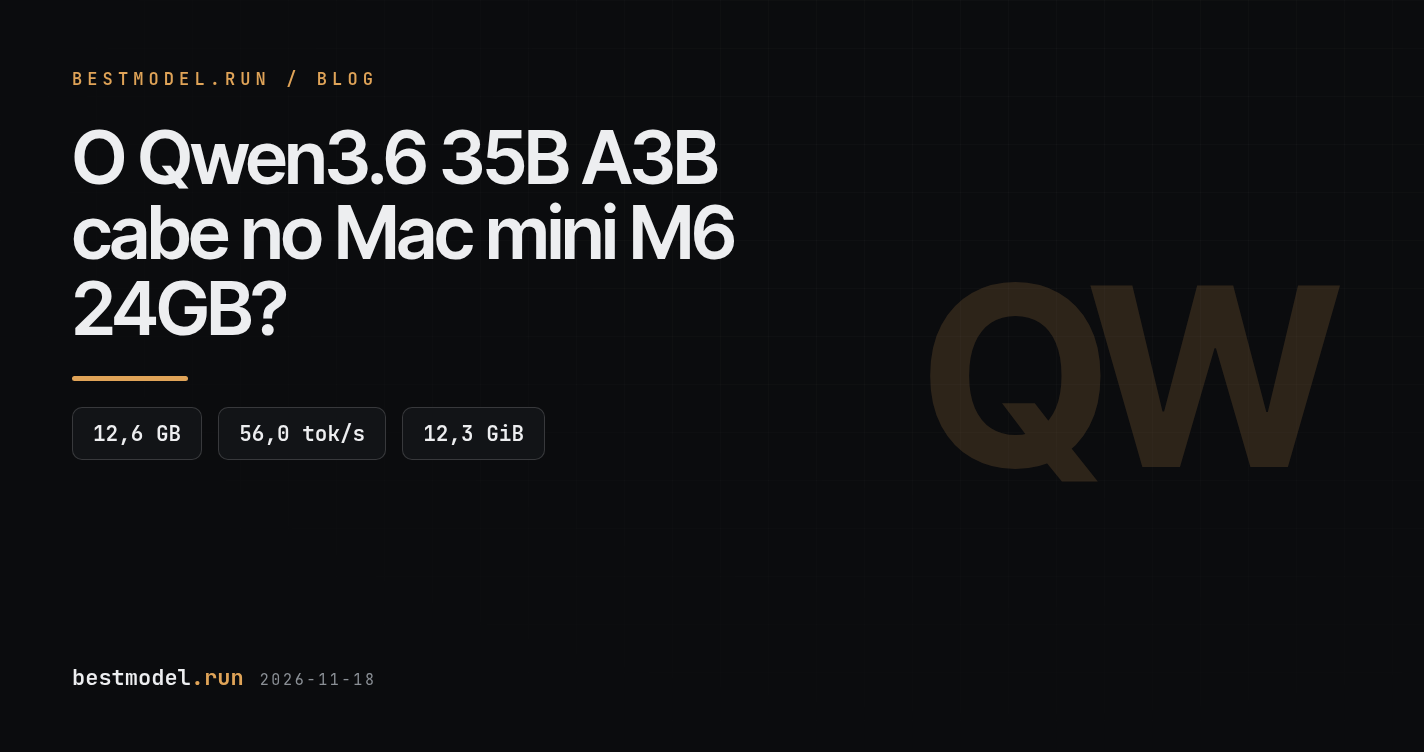 BESTMODEL.RUN / BLOG
O Qwen3.6 35B A3B
cabe no Mac mini M6
24GB?
12,6 GB
56,0 tok/s
12,3 GiB
QW
bestmodel.run 2026-11-18